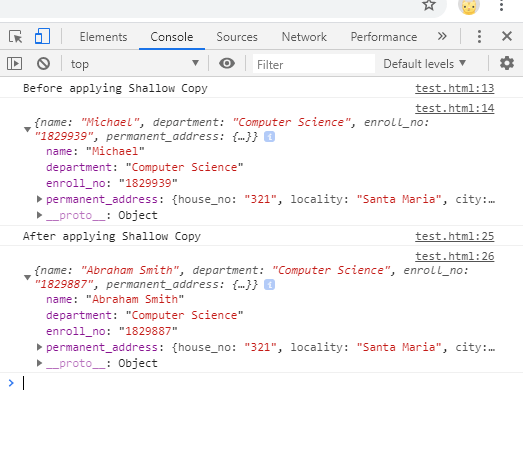 Elements Console Sources Network Performance »
top Filter Default levels
Before applying Shallow Copy test.html:13
test.html:14
{name: "Michael", department: "Computer Science", enroll_no:
"1829939", permanent_address: {…}} i
name: "Michael"
department: "Computer Science"
enroll_no: "1829939"
permanent_address: {house_no: "321", locality: "Santa Maria", city:…
__proto__: Object
After applying Shallow Copy test.html:25
test.html:26
{name: "Abraham Smith", department: "Computer Science", enroll_no:
"1829887", permanent_address: {…}} i
name: "Abraham Smith"
department: "Computer Science"
enroll_no: "1829887"
permanent_address: {house_no: "321", locality: "Santa Maria", city:…
__proto__: Object
>